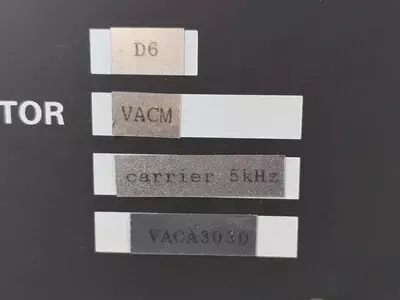 D6
TOR VACM
carrier 5kHz
VACA303D